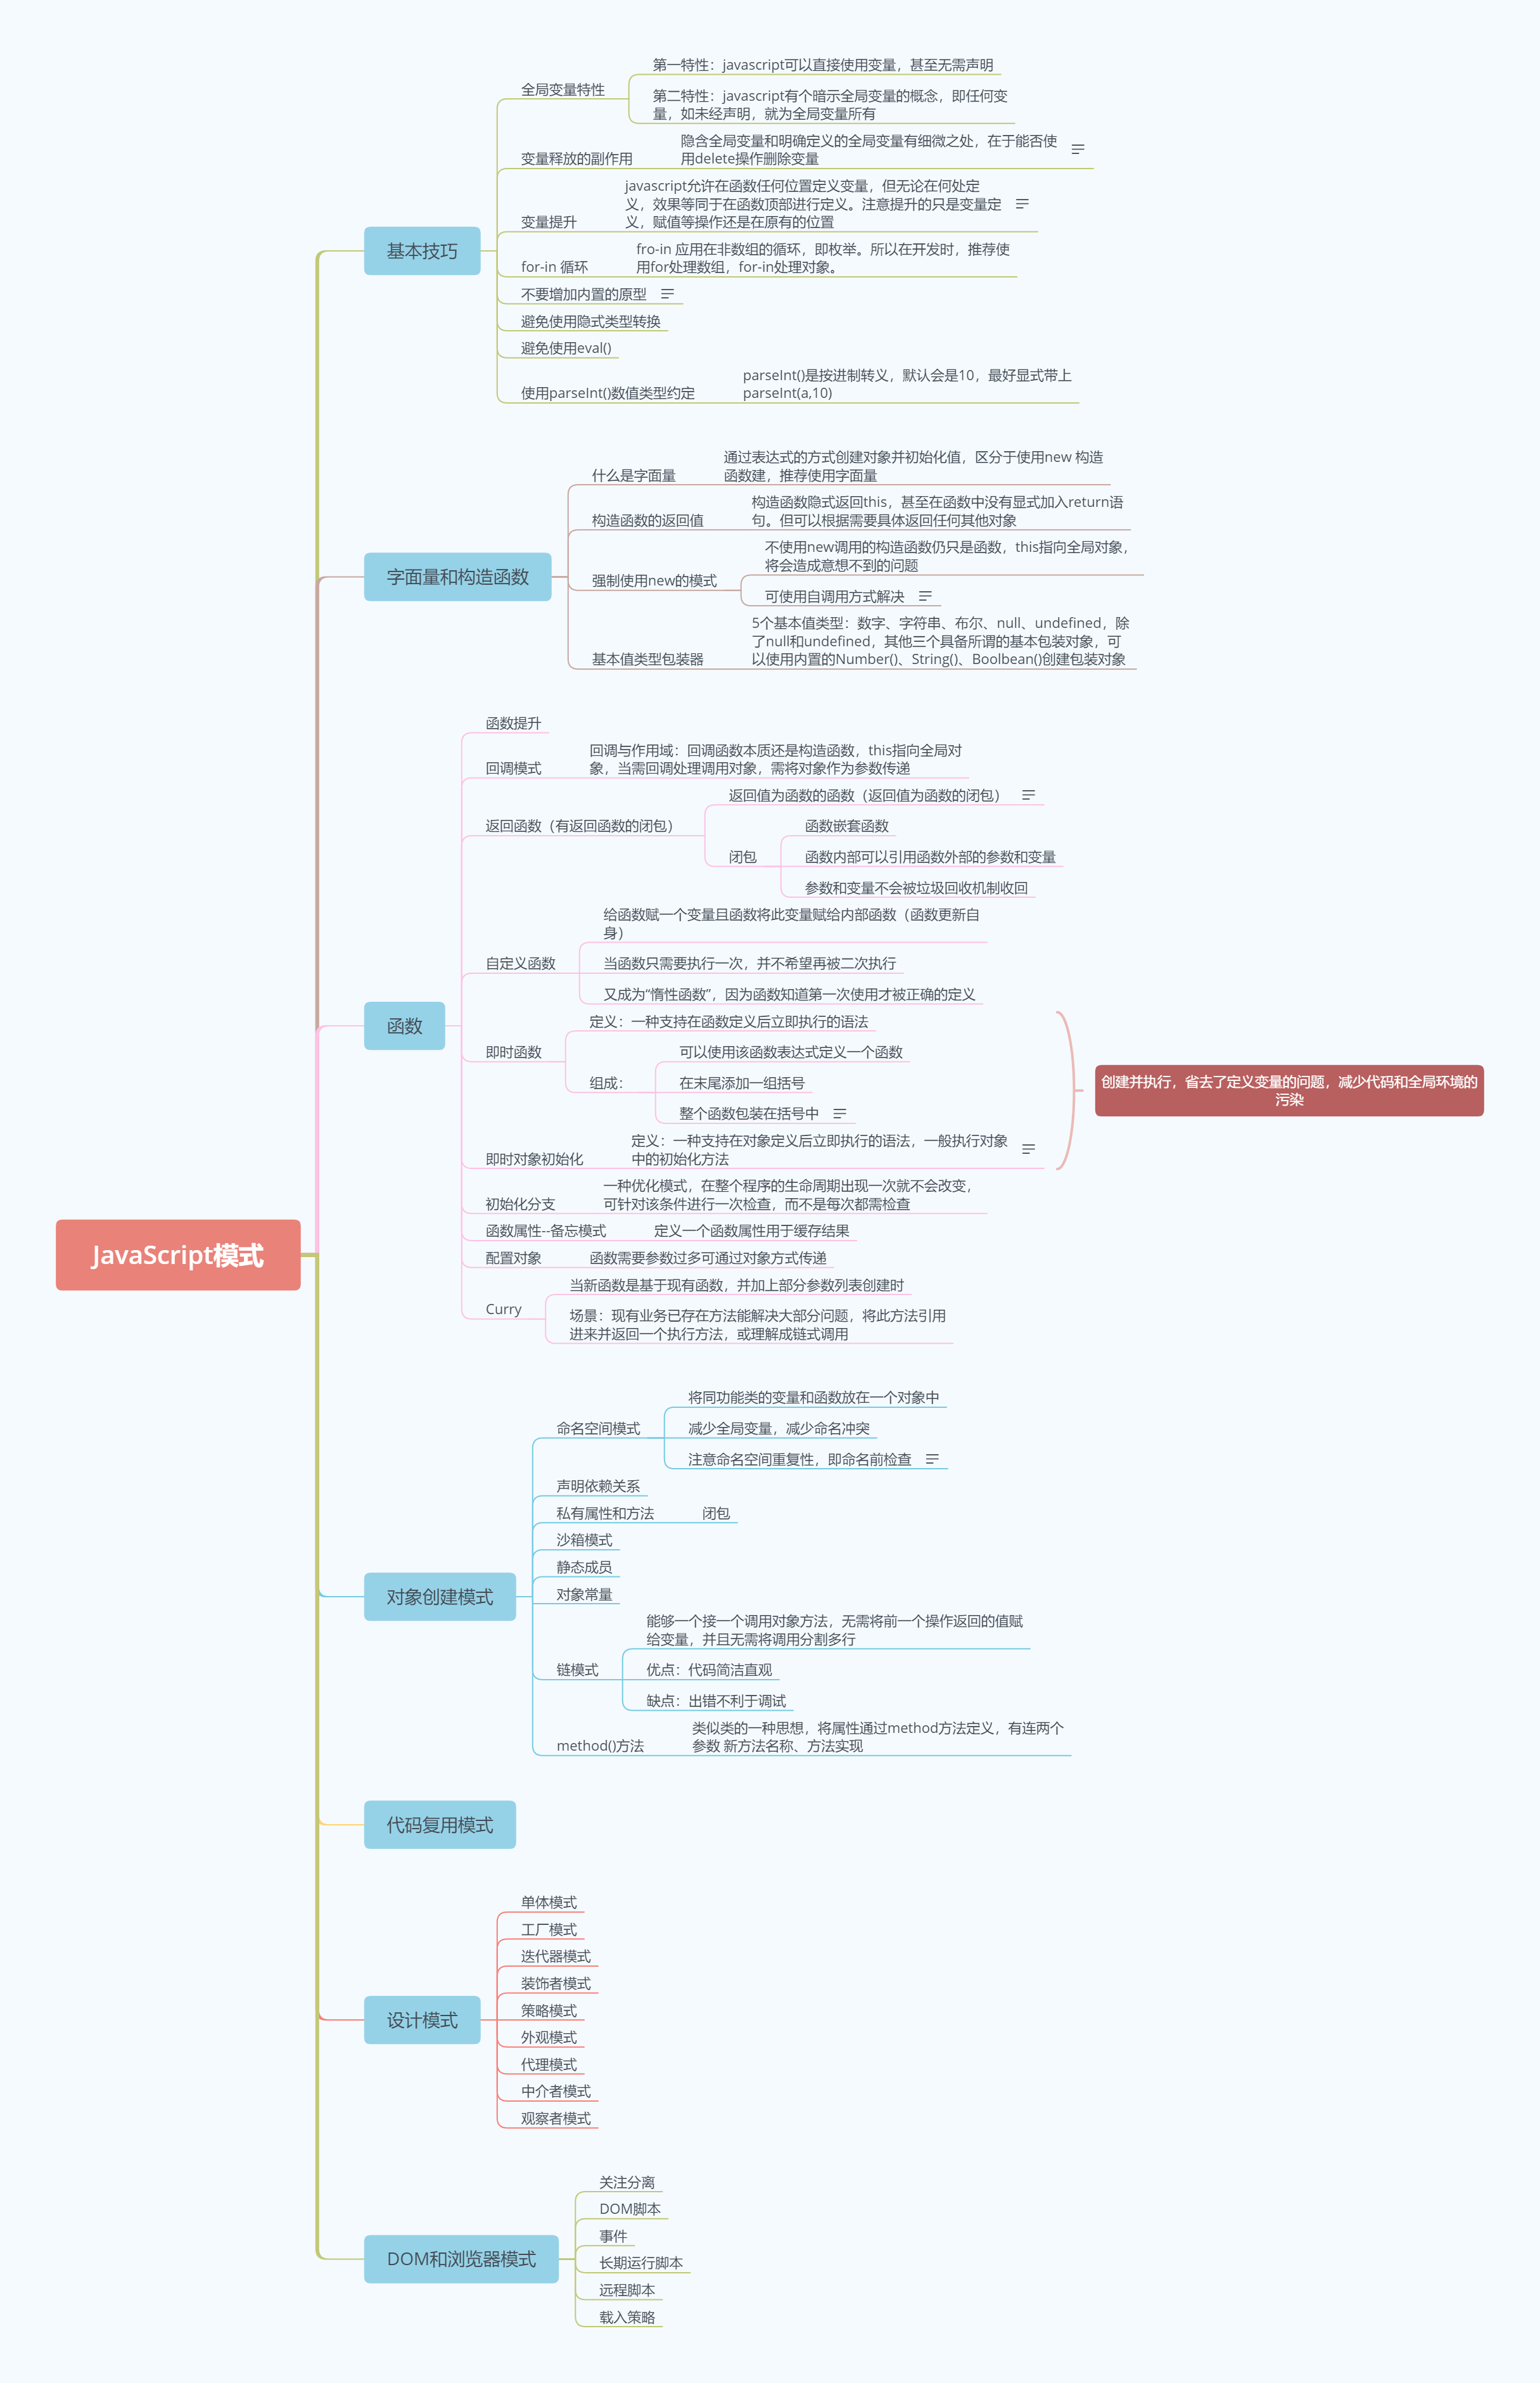 JavaScript模式
基本技巧
全局变量特性
第一特性：javascript可以直接使用变量，甚至无需声明
第二特性：javascript有个暗示全局变量的概念，即任何变
量，如未经声明，就为全局变量所有
变量释放的副作用
隐含全局变量和明确定义的全局变量有细微之处，在于能否使
用delete操作删除变量
变量提升
javascript允许在函数任何位置定义变量，但无论在何处定
义，效果等同于在函数顶部进行定义。注意提升的只是变量定
义，赋值等操作还是在原有的位置
for-in 循环
fro-in 应用在非数组的循环，即枚举。所以在开发时，推荐使
用for处理数组，for-in处理对象。
不要增加内置的原型
避免使用隐式类型转换
避免使用eval()
使用parseInt()数值类型约定
parseInt()是按进制转义，默认会是10，最好显式带上
parseInt(a,10)
字面量和构造函数
什么是字面量
通过表达式的方式创建对象并初始化值，区分于使用new 构造
函数建，推荐使用字面量
构造函数的返回值
构造函数隐式返回this，甚至在函数中没有显式加入return语
句。但可以根据需要具体返回任何其他对象
强制使用new的模式
不使用new调用的构造函数仍只是函数，this指向全局对象，
将会造成意想不到的问题
可使用自调用方式解决
基本值类型包装器
5个基本值类型：数字、字符串、布尔、null、undefined，除
了null和undefined，其他三个具备所谓的基本包装对象，可
以使用内置的Number()、String()、Boolbean()创建包装对象
函数
函数提升
回调模式
回调与作用域：回调函数本质还是构造函数，this指向全局对
象，当需回调处理调用对象，需将对象作为参数传递
返回函数（有返回函数的闭包）
返回值为函数的函数（返回值为函数的闭包）
闭包
函数嵌套函数
函数内部可以引用函数外部的参数和变量
参数和变量不会被垃圾回收机制收回
自定义函数
给函数赋一个变量且函数将此变量赋给内部函数（函数更新自
身）
当函数只需要执行一次，并不希望再被二次执行
又成为“惰性函数”，因为函数知道第一次使用才被正确的定义
即时函数
定义：一种支持在函数定义后立即执行的语法
组成：
可以使用该函数表达式定义一个函数
在末尾添加一组括号
整个函数包装在括号中
即时对象初始化
定义：一种支持在对象定义后立即执行的语法，一般执行对象
中的初始化方法
创建并执行，省去了定义变量的问题，减少代码和全局环境的
污染
初始化分支
一种优化模式，在整个程序的生命周期出现一次就不会改变，
可针对该条件进行一次检查，而不是每次都需检查
函数属性--备忘模式
定义一个函数属性用于缓存结果
配置对象
函数需要参数过多可通过对象方式传递
Curry
当新函数是基于现有函数，并加上部分参数列表创建时
场景：现有业务已存在方法能解决大部分问题，将此方法引用
进来并返回一个执行方法，或理解成链式调用
对象创建模式
命名空间模式
将同功能类的变量和函数放在一个对象中
减少全局变量，减少命名冲突
注意命名空间重复性，即命名前检查
声明依赖关系
私有属性和方法
闭包
沙箱模式
静态成员
对象常量
链模式
能够一个接一个调用对象方法，无需将前一个操作返回的值赋
给变量，并且无需将调用分割多行
优点：代码简洁直观
缺点：出错不利于调试
method()方法
类似类的一种思想，将属性通过method方法定义，有连两个
参数 新方法名称、方法实现
代码复用模式
设计模式
单体模式
工厂模式
迭代器模式
装饰者模式
策略模式
外观模式
代理模式
中介者模式
观察者模式
DOM和浏览器模式
关注分离
DOM脚本
事件
长期运行脚本
远程脚本
载入策略